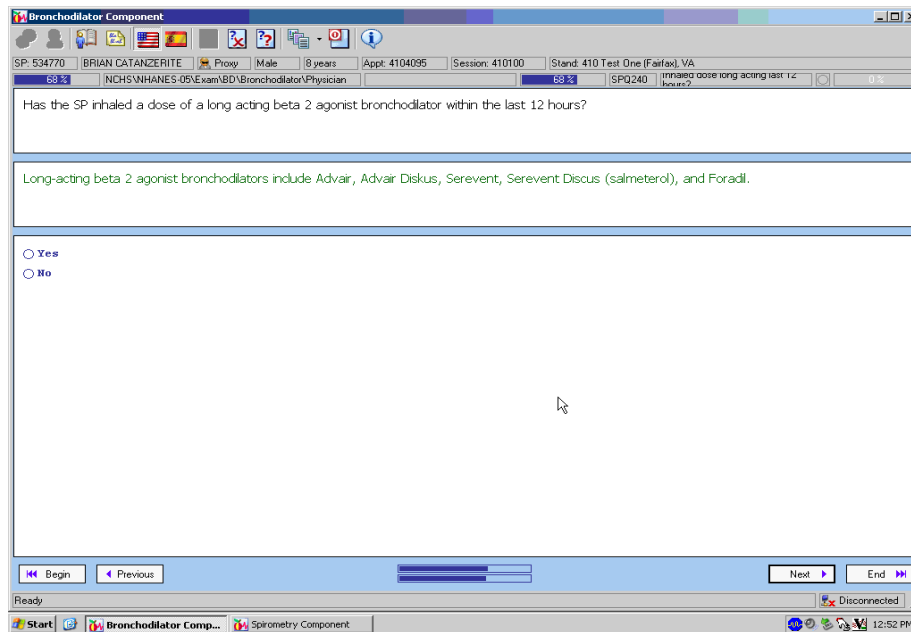 Bronchodilator Component
SP: 534770 BRIAN CATANZERITE Proxy Male 8 years Appt: 4104095 Session: 410100 Stand: 410 Test One (Fairfax), VA
68 % NCHS\NHANES-05\Exam\BD\Bronchodilator\Physician 68 % SPQ240 Inhaled dose long acting last 12 hours? 0 %
Has the SP inhaled a dose of a long acting beta 2 agonist bronchodilator within the last 12 hours?
Long-acting beta 2 agonist bronchodilators include Advair, Advair Diskus, Serevent, Serevent Discus (salmeterol), and Foradil.
Yes
No
Begin Previous Next End
Ready Disconnected
Start Bronchodilator Comp... Spirometry Component 12:52 PM